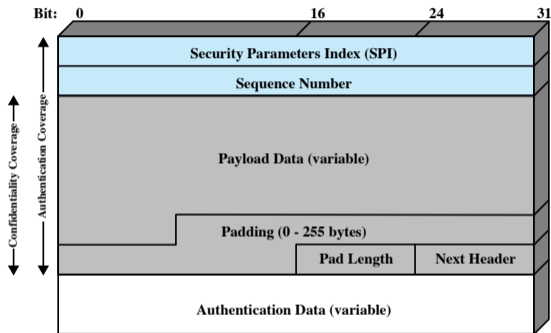 Bit: 0 16 24 31
Security Parameters Index (SPI)
Sequence Number
Payload Data (variable)
Padding (0 - 255 bytes)
Pad Length Next Header
Authentication Data (variable)
Confidentiality Coverage
Authentication Coverage